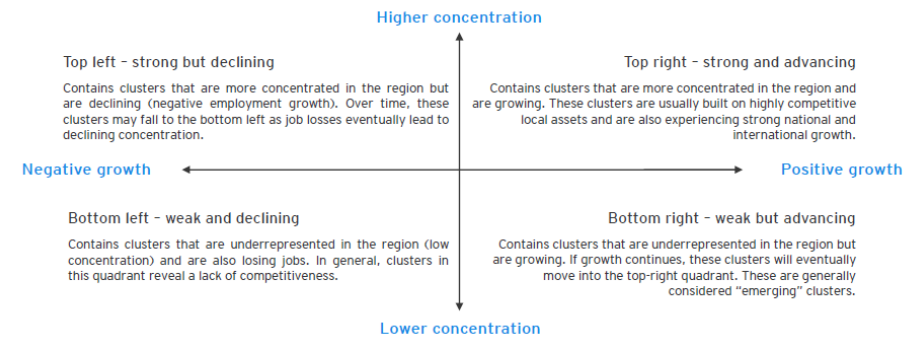 Higher concentration
Top left – strong but declining
Contains clusters that are more concentrated in the region but
are declining (negative employment growth). Over time, these
clusters may fall to the bottom left as job losses eventually lead to
declining concentration.
Top right – strong and advancing
Contains clusters that are more concentrated in the region and
are growing. These clusters are usually built on highly competitive
local assets and are also experiencing strong national and
international growth.
Negative growth
Positive growth
Bottom left – weak and declining
Contains clusters that are underrepresented in the region (low
concentration) and are also losing jobs. In general, clusters in
this quadrant reveal a lack of competitiveness.
Bottom right – weak but advancing
Contains clusters that are underrepresented in the region but
are growing. If growth continues, these clusters will eventually
move into the top-right quadrant. These are generally
considered “emerging” clusters.
Lower concentration